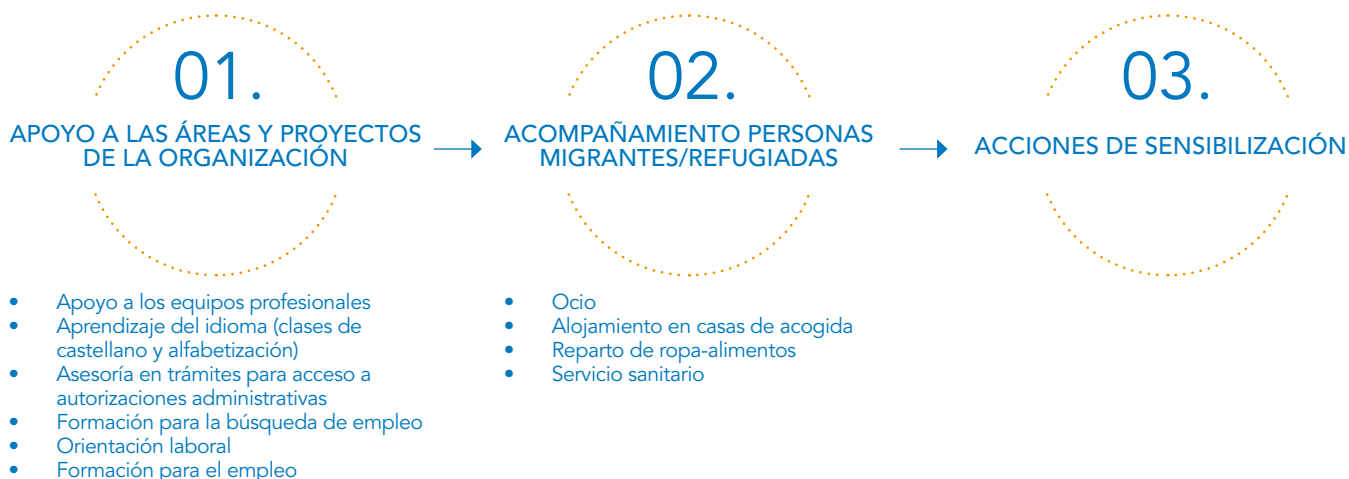 01.
APOYO A LAS ÁREAS Y PROYECTOS
DE LA ORGANIZACIÓN
• Apoyo a los equipos profesionales
• Aprendizaje del idioma (clases de
castellano y alfabetización)
• Asesoría en trámites para acceso a
autorizaciones administrativas
• Formación para la búsqueda de empleo
• Orientación laboral
• Formación para el empleo
02.
ACOMPAÑAMIENTO PERSONAS
MIGRANTES/REFUGIADAS
• Ocio
• Alojamiento en casas de acogida
• Reparto de ropa-alimentos
• Servicio sanitario
03.
ACCIONES DE SENSIBILIZACIÓN